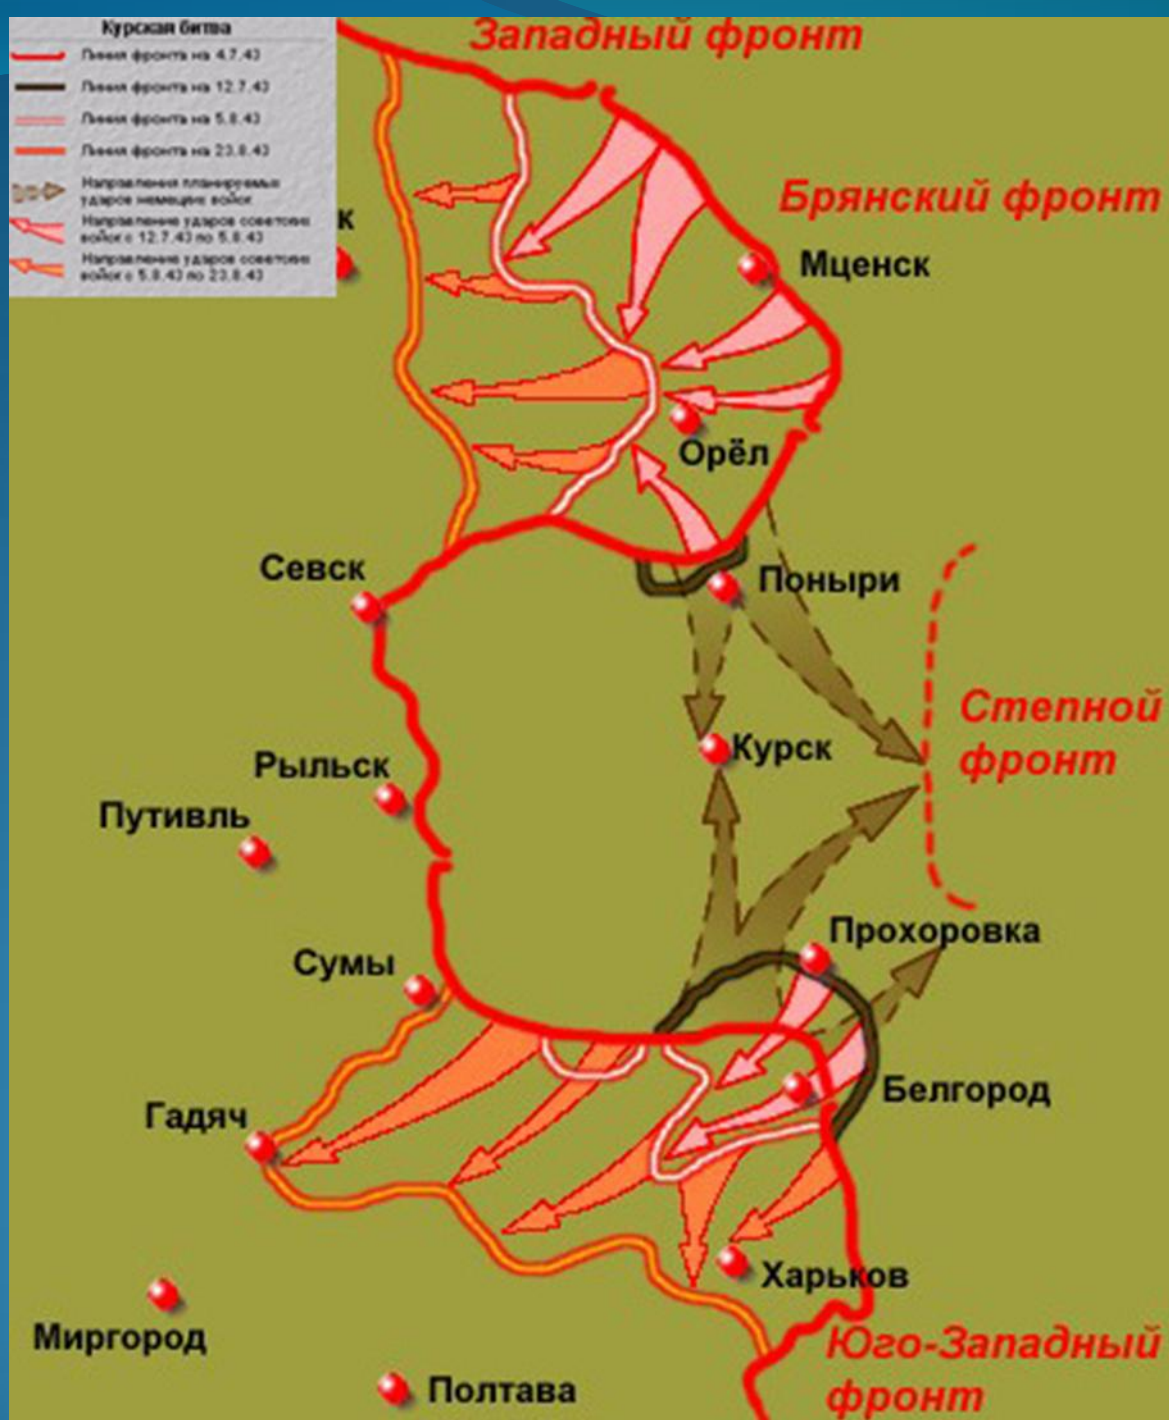 Курская битва
Линия фронта на 4.7.43
Линия фронта на 12.7.43
Линия фронта на 5.8.43
Линия фронта на 23.8.43
Направления планируемых
ударов немецких войск
Направление ударов советских
войск с 12.7.43 по 5.8.43
Направление ударов советских
войск с 5.8.43 по 23.8.43
Западный фронт
Брянский фронт
к
Мценск
Орёл
Севск
Поныри
Степной
фронт
Курск
Рыльск
Путивль
Прохоровка
Сумы
Белгород
Гадяч
Харьков
Миргород
Юго-Западный
фронт
Полтава